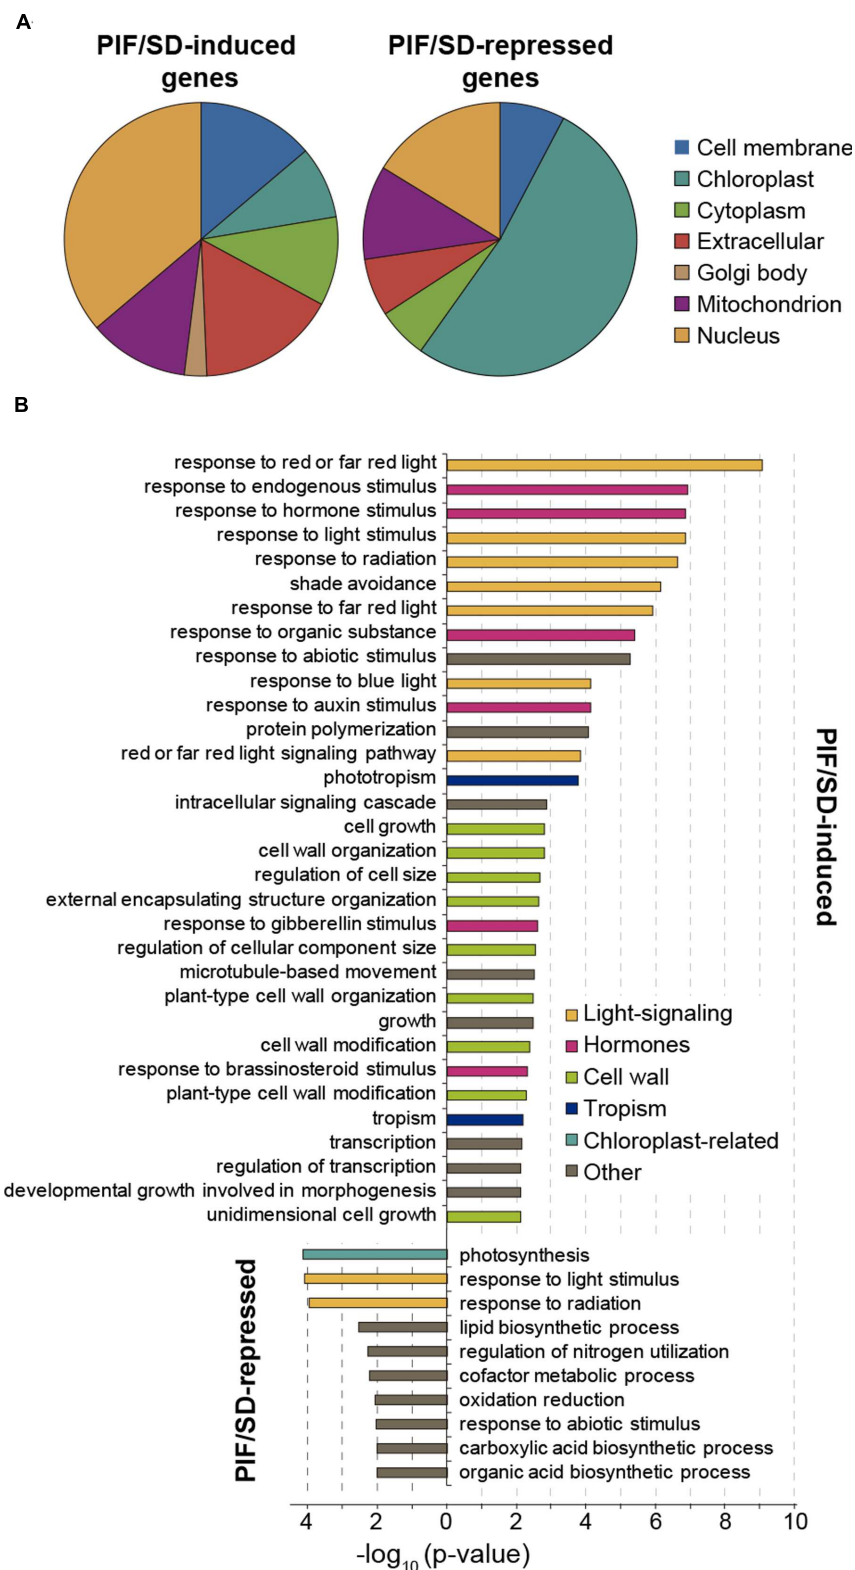 A
PIF/SD-induced
genes
PIF/SD-repressed
genes
Cell membrane
Chloroplast
Cytoplasm
Extracellular
Golgi body
Mitochondrion
Nucleus
B
response to red or far red light
response to endogenous stimulus
response to hormone stimulus
response to light stimulus
response to radiation
shade avoidance
response to far red light
response to organic substance
response to abiotic stimulus
response to blue light
response to auxin stimulus
protein polymerization
red or far red light signaling pathway
phototropism
intracellular signaling cascade
cell growth
cell wall organization
regulation of cell size
external encapsulating structure organization
response to gibberellin stimulus
regulation of cellular component size
microtubule-based movement
plant-type cell wall organization
growth
cell wall modification
response to brassinosteroid stimulus
plant-type cell wall modification
tropism
transcription
regulation of transcription
developmental growth involved in morphogenesis
unidimensional cell growth
PIF/SD-induced
Light-signaling
Hormones
Cell wall
Tropism
Chloroplast-related
Other
PIF/SD-repressed
photosynthesis
response to light stimulus
response to radiation
lipid biosynthetic process
regulation of nitrogen utilization
cofactor metabolic process
oxidation reduction
response to abiotic stimulus
carboxylic acid biosynthetic process
organic acid biosynthetic process
4 2 0 2 4 6 8 10
-log10 (p-value)